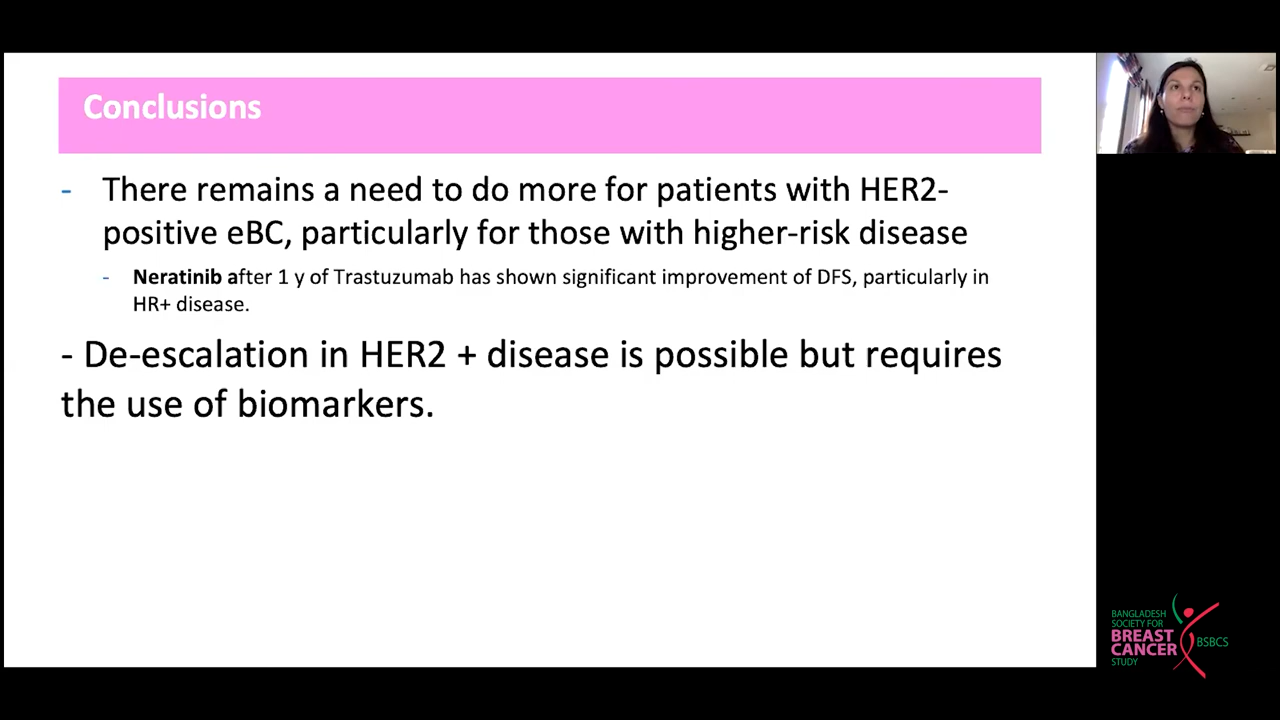 Conclusions
- There remains a need to do more for patients with HER2-
positive eBC, particularly for those with higher-risk disease
- Neratinib after 1 y of Trastuzumab has shown significant improvement of DFS, particularly in
HR+ disease.
- De-escalation in HER2 + disease is possible but requires
the use of biomarkers.
BANGLADESH
SOCIETY FOR
BREAST
CANCER
STUDY
BSBCS